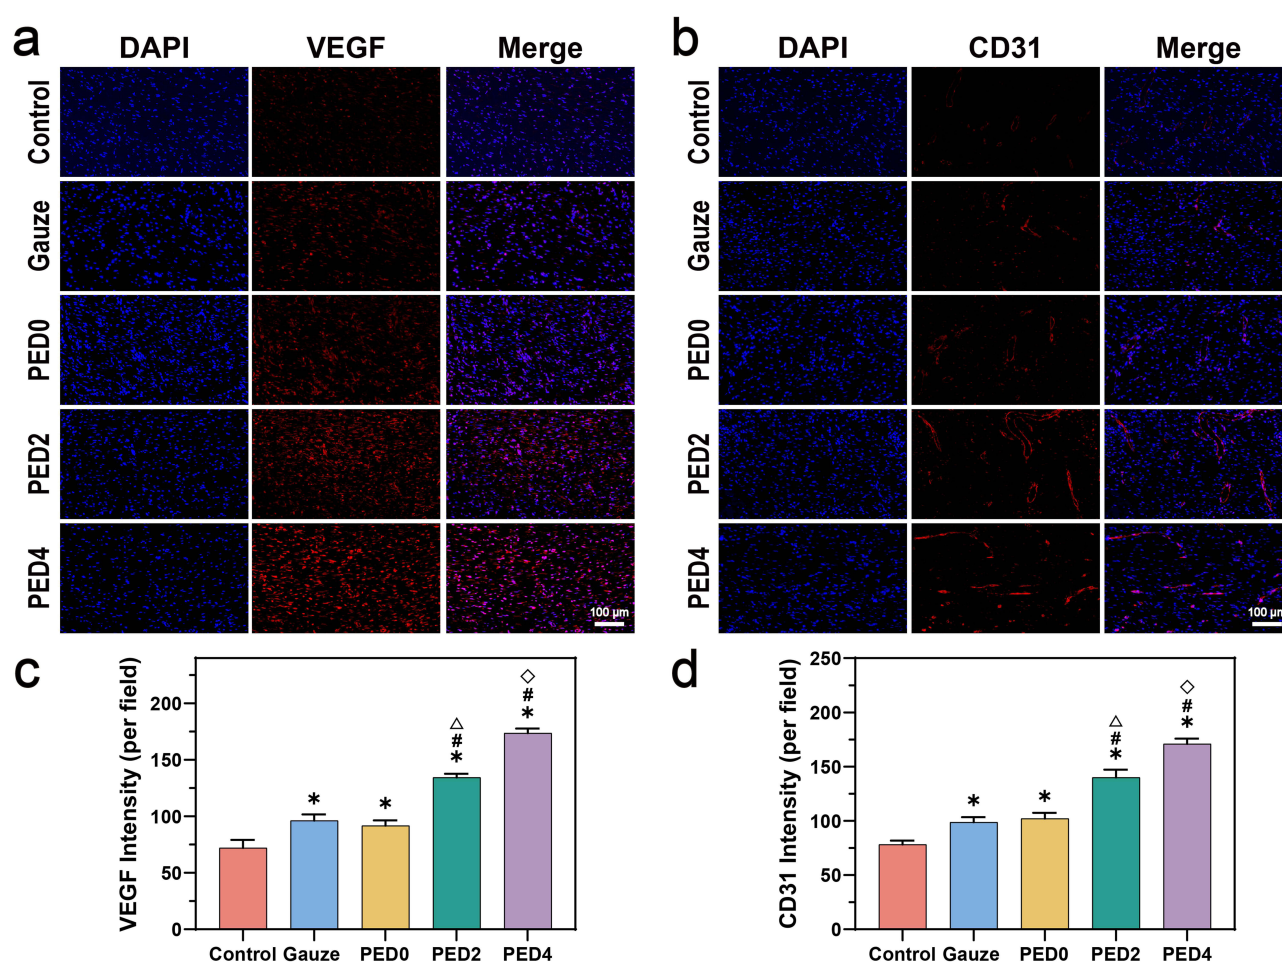 a
DAPI VEGF Merge
Control
Gauze
PED0
PED2
PED4
100 μm
b
DAPI CD31 Merge
Control
Gauze
PED0
PED2
PED4
100 μm
c
VEGF Intensity (per field)
200
150
100
50
0
*
*
△
#
*
◇
#
*
Control Gauze PED0 PED2 PED4
d
CD31 Intensity (per field)
250
200
150
100
50
0
*
*
△
#
*
◇
#
*
Control Gauze PED0 PED2 PED4